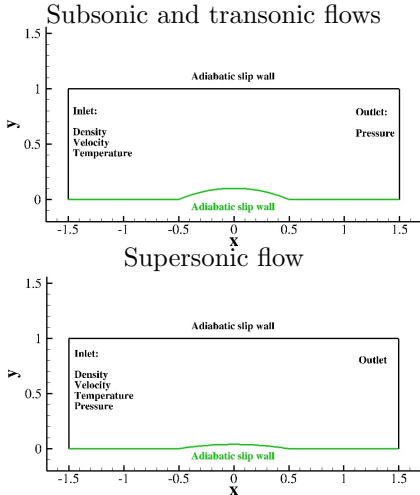 Subsonic and transonic flows
1.5
Adiabatic slip wall
1
Inlet:
Outlet:
y
Density
Pressure
Velocity
0.5
Temperature
0
Adiabatic slip wall
-1.5 -1 -0.5 0 0.5 1 1.5
x
Supersonic flow
1.5
Adiabatic slip wall
1
Inlet:
Outlet
y
Density
Velocity
0.5
Temperature
Pressure
0
Adiabatic slip wall
-1.5 -1 -0.5 0 0.5 1 1.5
x